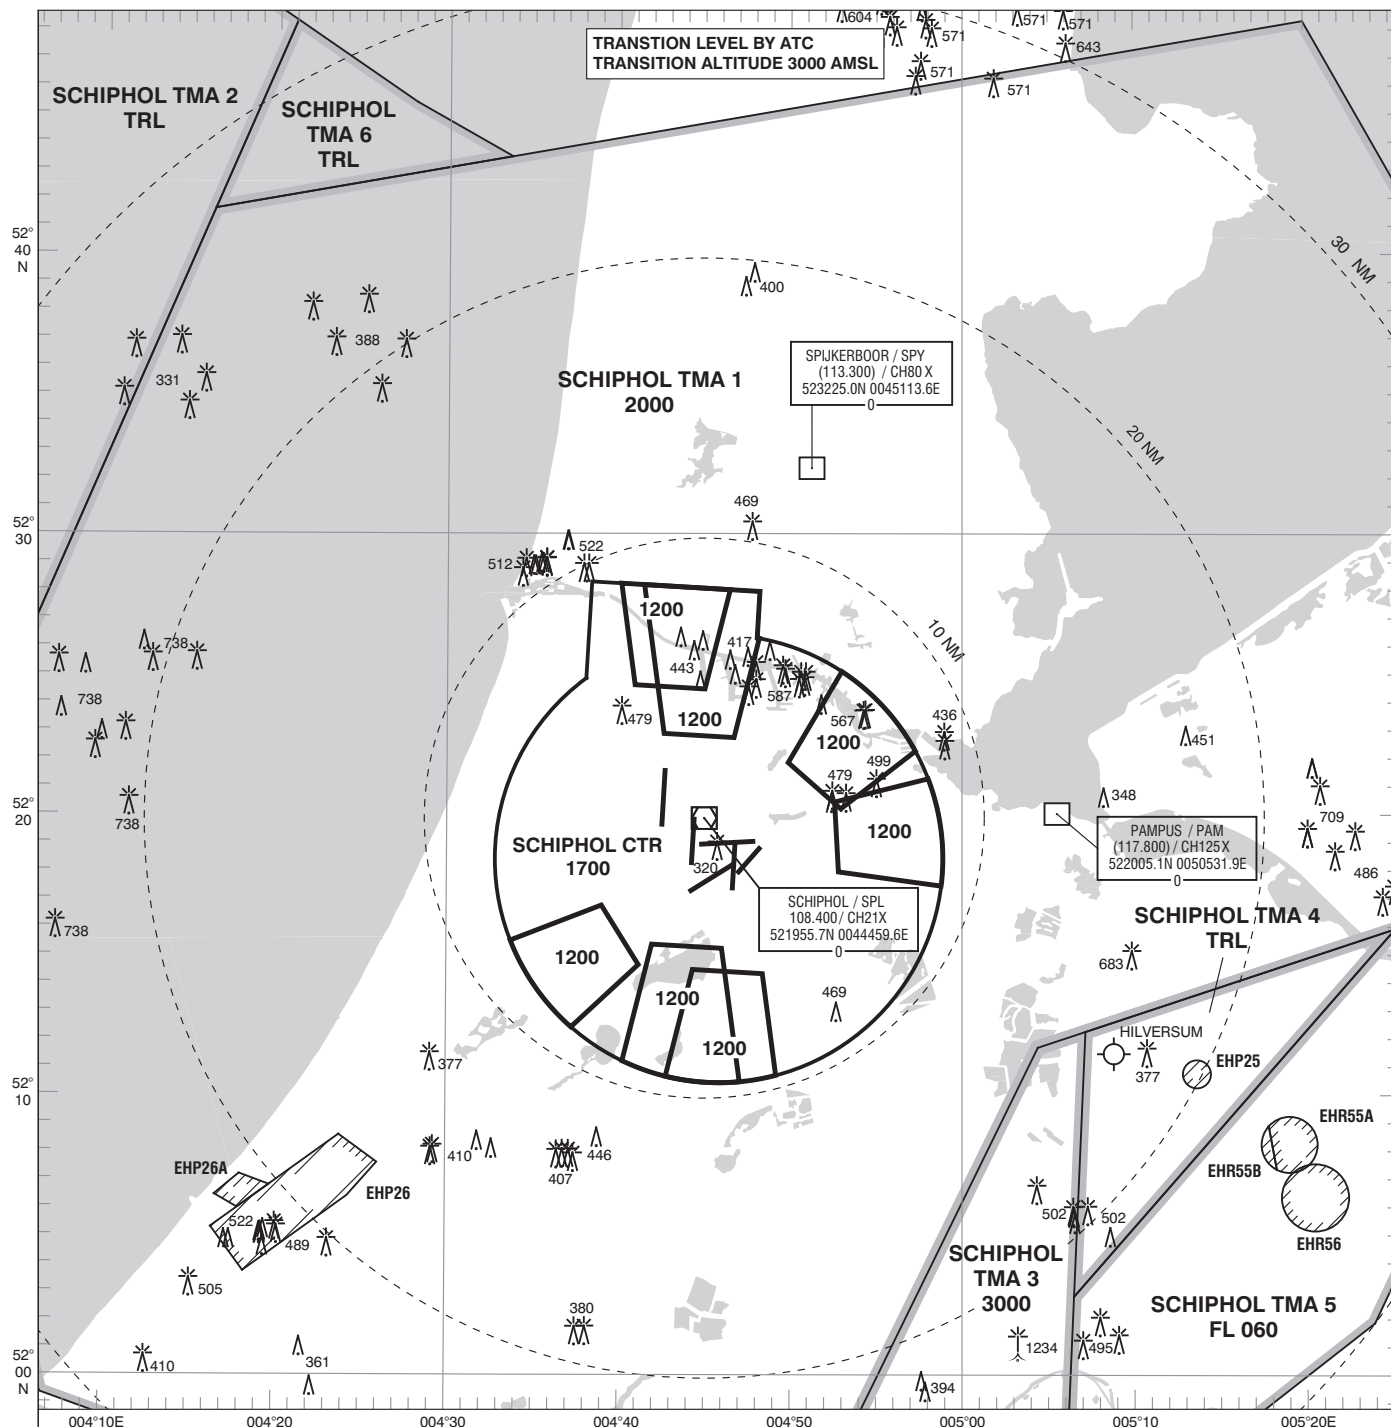 604
571
571
571
643
TRANSTION LEVEL BY ATC
TRANSITION ALTITUDE 3000 AMSL
571
571
SCHIPHOL TMA 2
TRL
SCHIPHOL
TMA 6
TRL
52°
40
N
30 NM
400
388
331
SPIJKERBOOR / SPY
(113.300) / CH80 X
523225.0N 0045113.6E
0
SCHIPHOL TMA 1
2000
20 NM
469
52°
30
522
512
1200
10 NM
417
443
738
587
738
479
1200
567
1200
436
451
499
479
348
52°
20
738
709
1200
PAMPUS / PAM
(117.800) / CH125X
522005.1N 0050531.9E
0
SCHIPHOL CTR
1700
320
486
SCHIPHOL / SPL
108.400 / CH21X
521955.7N 0044459.6E
0
SCHIPHOL TMA 4
TRL
738
1200
683
469
1200
HILVERSUM
1200
377
377
EHP25
52°
10
EHR55A
446
410
407
EHP26A
EHP26
EHR55B
522
502
502
489
EHR56
SCHIPHOL
TMA 3
3000
505
380
SCHIPHOL TMA 5
FL 060
1234
495
52°
00
N
410
361
394
004°10E
004°20
004°30
004°40
004°50
005°00
005°10
005°20E